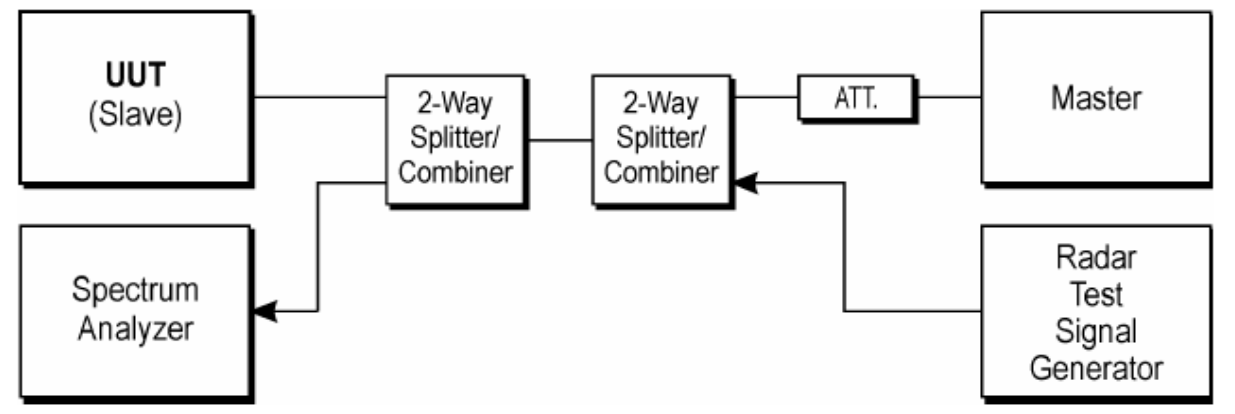 UUT
(Slave)
2-Way
Splitter/
Combiner
2-Way
Splitter/
Combiner
ATT.
Master
Spectrum
Analyzer
Radar
Test
Signal
Generator